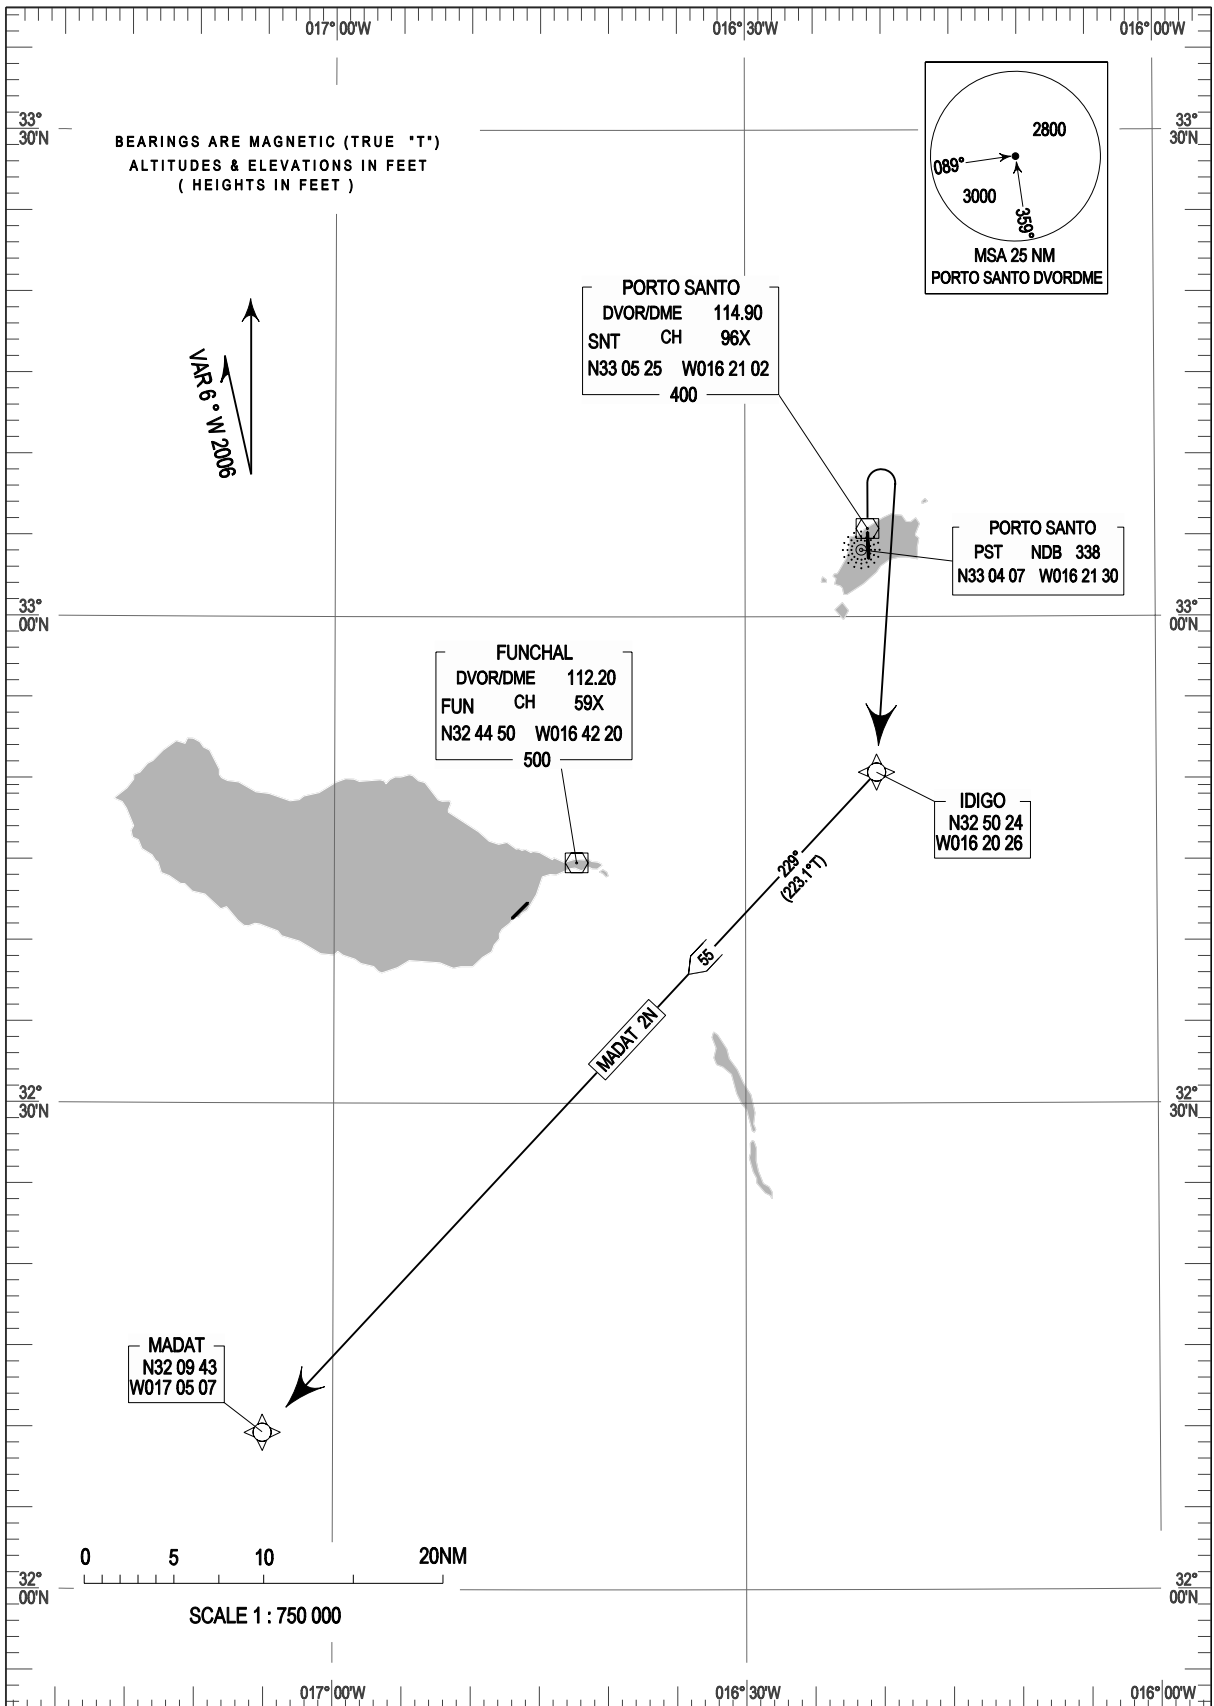 017° 00'W
016° 30'W
016° 00'W
33°
30'N
33°
30'N
BEARINGS ARE MAGNETIC (TRUE "T")
ALTITUDES & ELEVATIONS IN FEET
( HEIGHTS IN FEET )
2800
089°
3000
359°
MSA 25 NM
PORTO SANTO DVORDME
VAR 6° W 2006
PORTO SANTO
DVOR/DME 114.90
SNT CH 96X
N33 05 25 W016 21 02
400
PORTO SANTO
PST NDB 338
N33 04 07 W016 21 30
33°
00'N
33°
00'N
FUNCHAL
DVOR/DME 112.20
FUN CH 59X
N32 44 50 W016 42 20
500
IDIGO
N32 50 24
W016 20 26
229°
(223.1°T)
55
MADAT 2N
32°
30'N
32°
30'N
MADAT
N32 09 43
W017 05 07
0 5 10 20NM
32°
00'N
32°
00'N
SCALE 1 : 750 000
017° 00'W
016° 30'W
016° 00'W